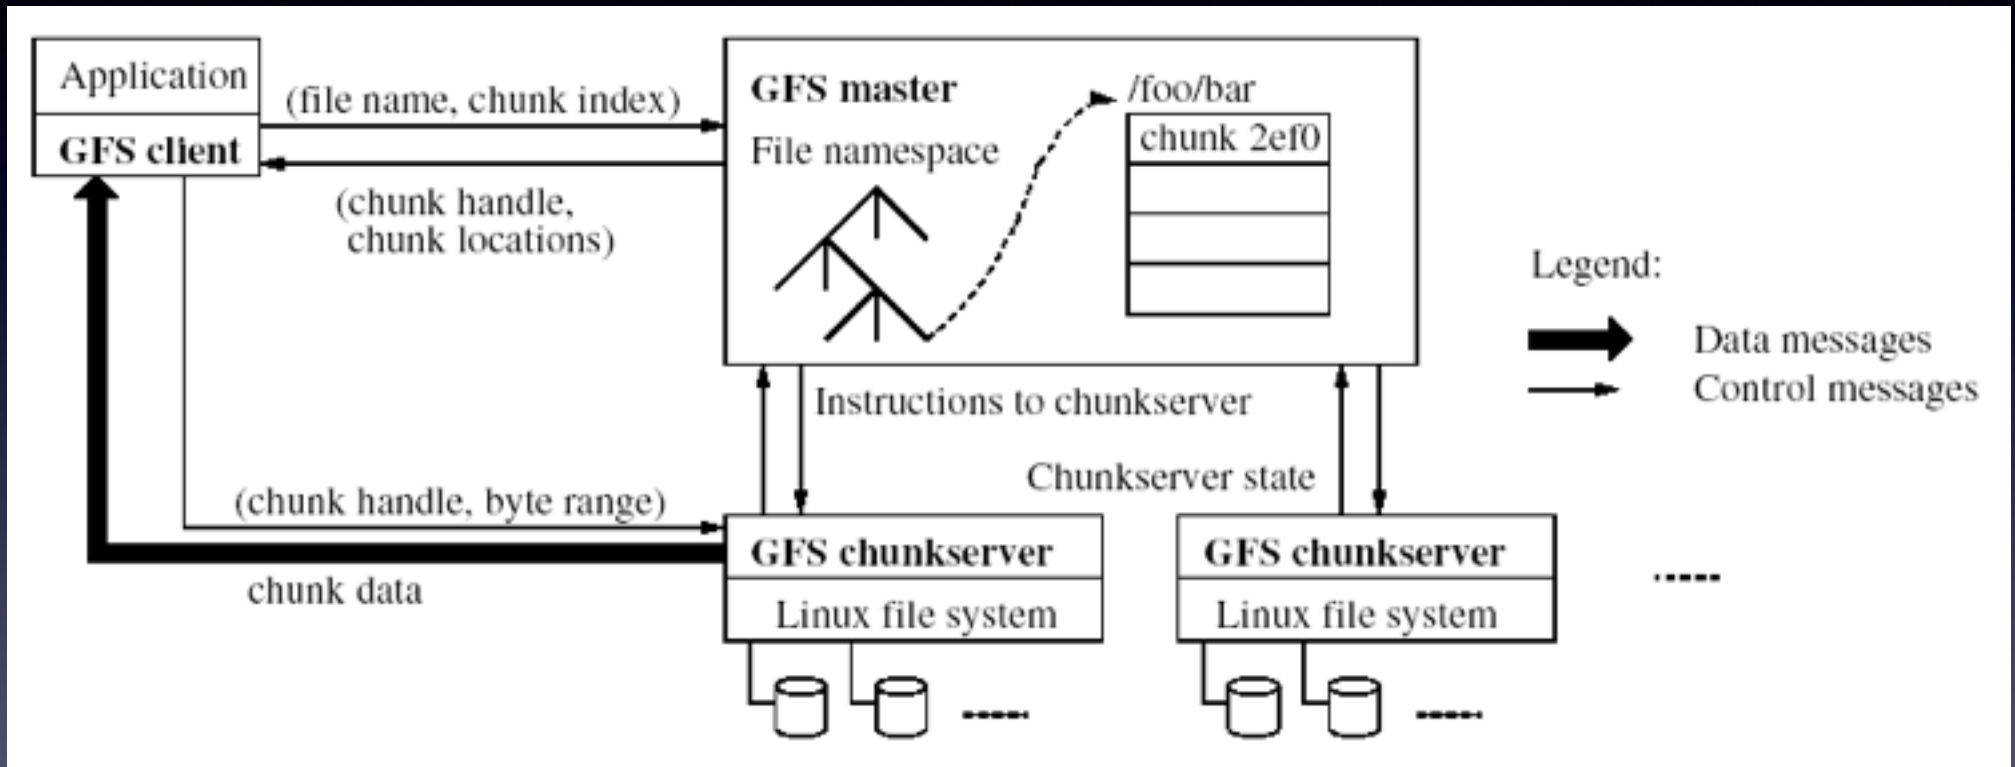 Application
GFS client
(file name, chunk index)
(chunk handle,
chunk locations)
GFS master
File namespace
/foo/bar
chunk 2ef0
Legend:
Data messages
Control messages
Instructions to chunkserver
Chunkserver state
(chunk handle, byte range)
chunk data
GFS chunkserver
Linux file system
GFS chunkserver
Linux file system